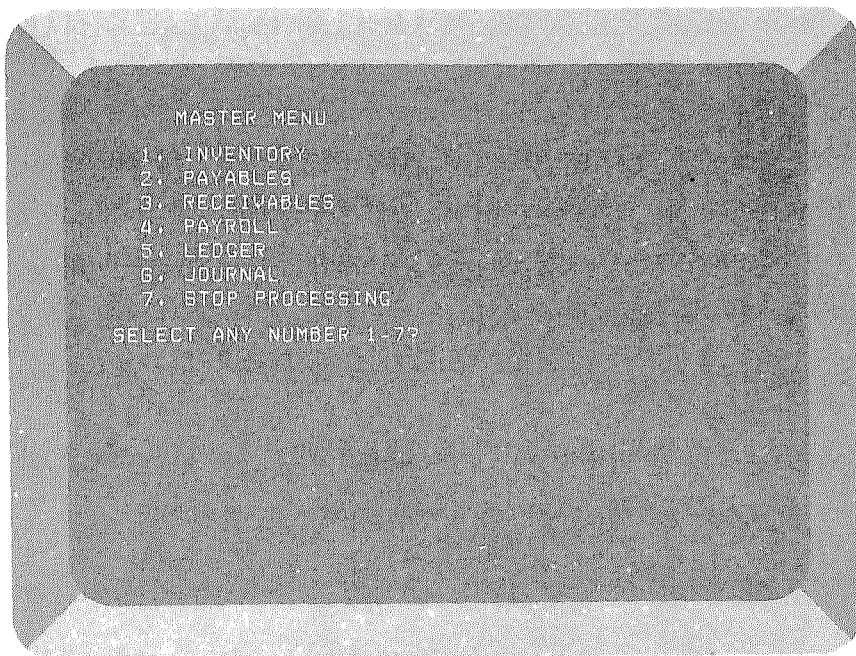 MASTER MENU
1. INVENTORY
2. PAYABLES
3. RECEIVABLES
4. PAYROLL
5. LEDGER
6. JOURNAL
7. STOP PROCESSING
SELECT ANY NUMBER 1-7?